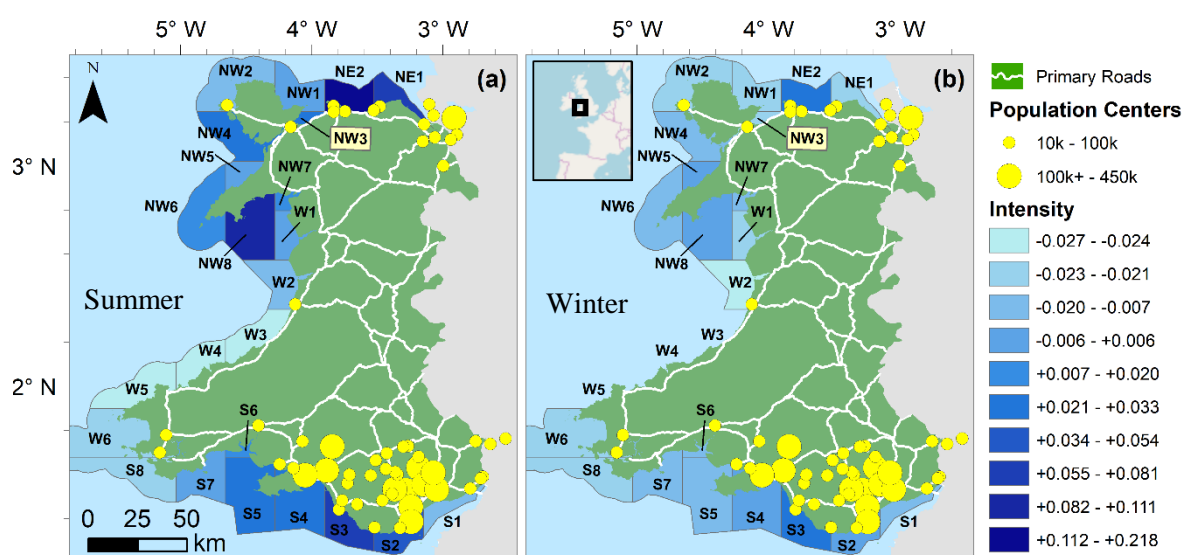 5° W 4° W 3° W
5° W 4° W 3° W
3° N
2° N
N
(a)
NW2
NW1
NE2
NE1
NW3
NW4
NW5
NW7
NW6
W1
NW8
W2
Summer
W3
W4
W5
S6
W6
S8
S7
S5
S4
S3
S2
S1
0 25 50
km
(b)
NW2
NW1
NE2
NE1
NW3
NW4
NW5
NW7
NW6
W1
NW8
W2
Winter
W3
W4
W5
S6
W6
S8
S7
S5
S4
S3
S2
S1
Primary Roads
Population Centers
10k - 100k
100k+ - 450k
Intensity
-0.027 - -0.024
-0.023 - -0.021
-0.020 - -0.007
-0.006 - +0.006
+0.007 - +0.020
+0.021 - +0.033
+0.034 - +0.054
+0.055 - +0.081
+0.082 - +0.111
+0.112 - +0.218